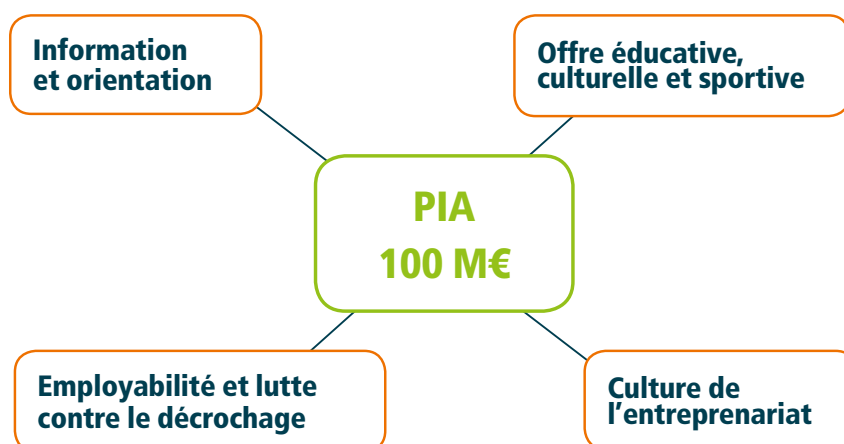 Information
et orientation
Offre éducative,
culturelle et sportive
PIA
100 M€
Employabilité et lutte
contre le décrochage
Culture de
l'entreprenariat